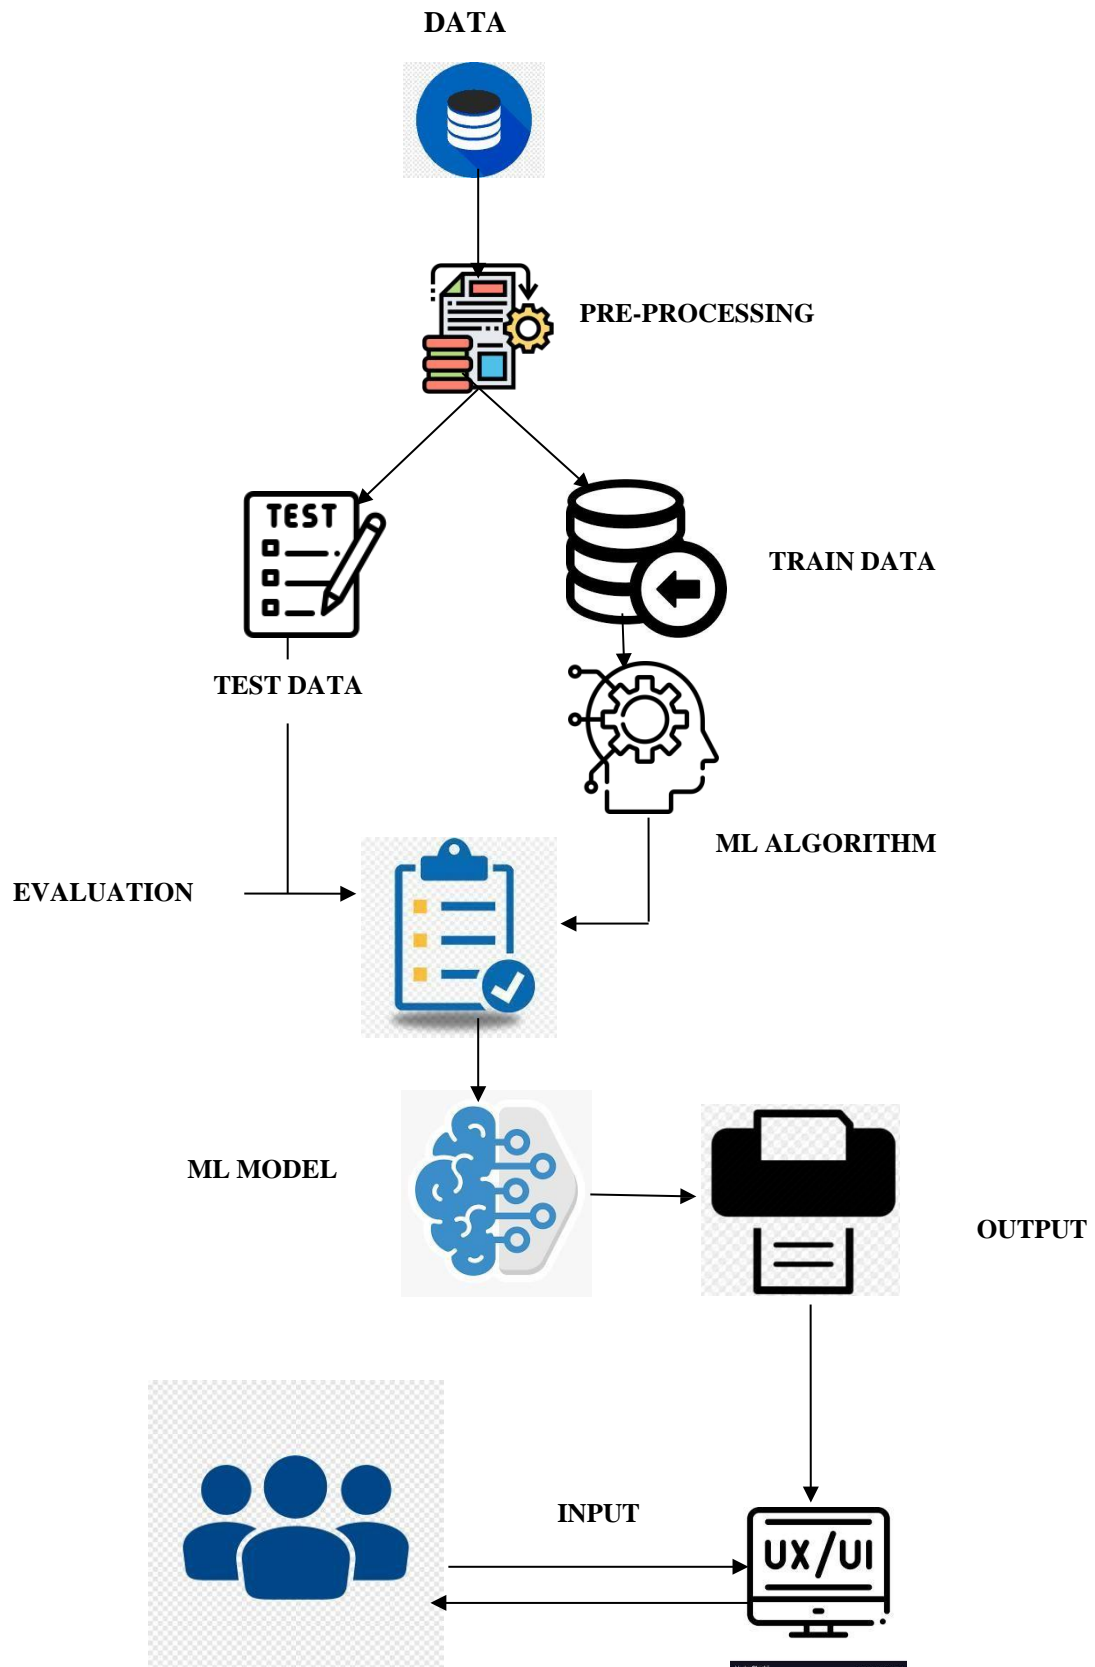 DATA
PRE-PROCESSING
TEST
TRAIN DATA
TEST DATA
ML ALGORITHM
EVALUATION
ML MODEL
OUTPUT
INPUT
UX/UI